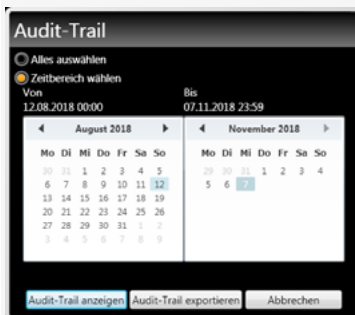 Audit-Trail
Alles auswählen
Zeitbereich wählen
Von Bis
12.08.2018 00:00 07.11.2018 23:59
August 2018 November 2018
Mo Di Mi Do Fr Sa So Mo Di Mi Do Fr Sa So
30 31 1 2 3 4 5 29 30 31 1 2 3 4
6 7 8 9 10 11 12 5 6 7
13 14 15 16 17 18 19
20 21 22 23 24 25 26
27 28 29 30 31 1 2
3 4 5 6 7 8 9
Audit-Trail anzeigen Audit-Trail exportieren Abbrechen